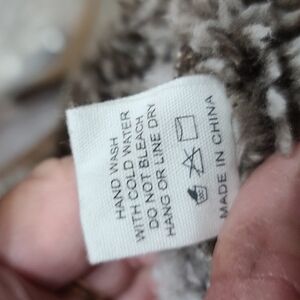 HAND WASH
WITH COLD WATER
DO NOT BLEACH
HANG OR LINE DRY
MADE IN CHINA